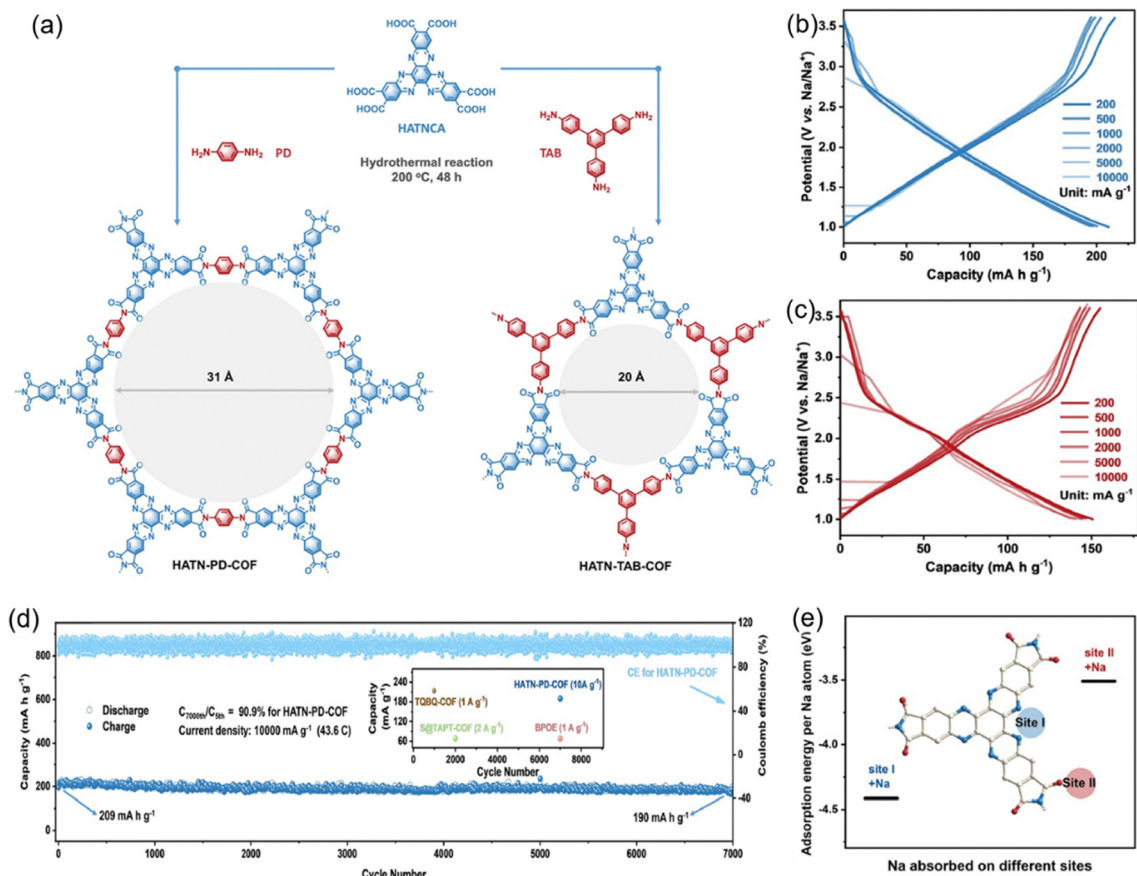 (a)
HOOC
COOH
HOOC
COOH
HOOC
COOH
HATNCA
H₂N
NH₂
PD
Hydrothermal reaction
200 °C, 48 h
H₂N
NH₂
TAB
NH₂
31 Å
20 Å
HATN-PD-COF
HATN-TAB-COF
(b)
Potential (V vs. Na/Na⁺)
3.5
3.0
2.5
2.0
1.5
1.0
200
500
1000
2000
5000
10000
Unit: mA g⁻¹
0
50
100
150
200
Capacity (mA h g⁻¹)
(c)
Potential (V vs. Na/Na⁺)
3.5
3.0
2.5
2.0
1.5
1.0
200
500
1000
2000
5000
10000
Unit: mA g⁻¹
0
50
100
150
Capacity (mA h g⁻¹)
(d)
Capacity (mA h g⁻¹)
800
600
400
200
0
120
80
40
0
-40
Coulomb efficiency (%)
CE for HATN-PD-COF
Discharge
Charge
C₇₀₀₀ₜₕ/C₅ₜₕ = 90.9% for HATN-PD-COF
Current density: 10000 mA g⁻¹ (43.6 C)
Capacity (mA g⁻¹)
300
240
180
120
60
TQBQ-COF (1 A g⁻¹)
HATN-PD-COF (10A g⁻¹)
S@TAPT-COF (2 A g⁻¹)
BPOE (1 A g⁻¹)
0
2000
4000
6000
8000
Cycle Number
209 mA h g⁻¹
190 mA h g⁻¹
0
1000
2000
3000
4000
5000
6000
7000
Cycle Number
(e)
Adsorption energy per Na atom (eV)
-3.5
-4.0
-4.5
site II
+Na
Site I
site I
+Na
Site II
Na absorbed on different sites